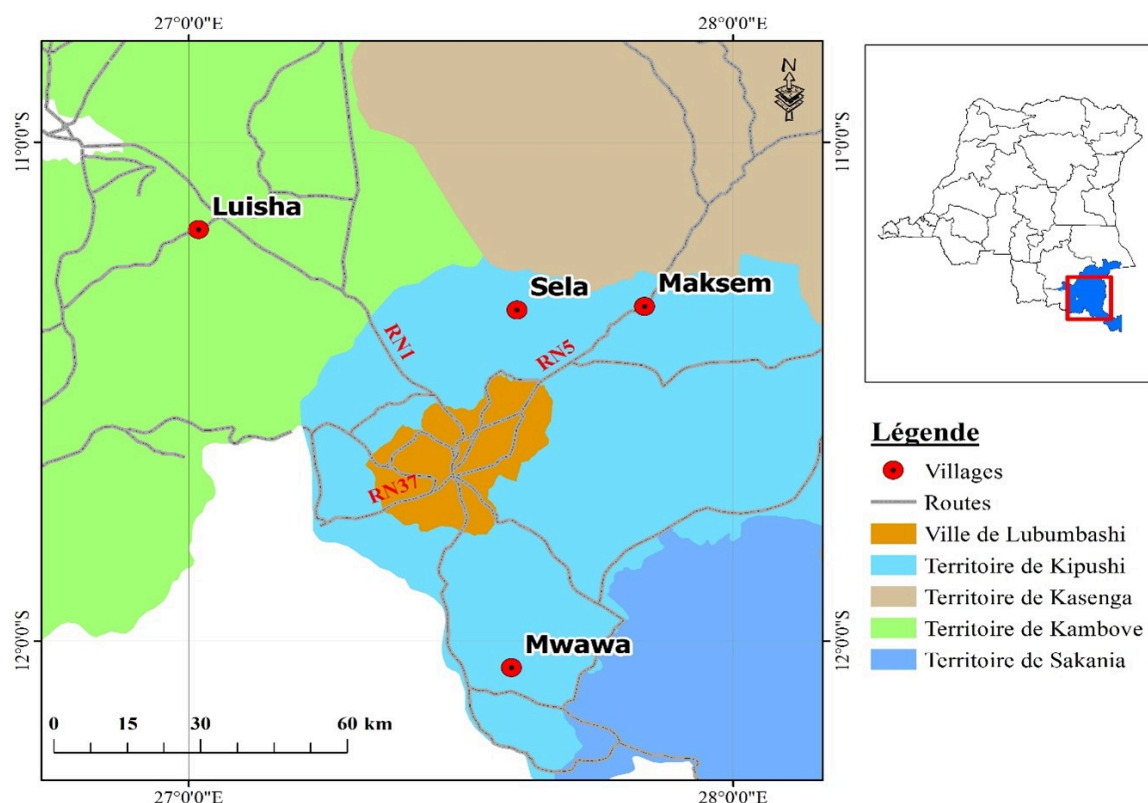 27°0'0"E
28°0'0"E
11°0'0"S
11°0'0"S
N
Luisha
Sela
Maksem
RN1
RN5
RN37
Mwawa
12°0'0"S
12°0'0"S
0 15 30 60 km
27°0'0"E
28°0'0"E
Légende
Villages
Routes
Ville de Lubumbashi
Territoire de Kipushi
Territoire de Kasenga
Territoire de Kambove
Territoire de Sakania